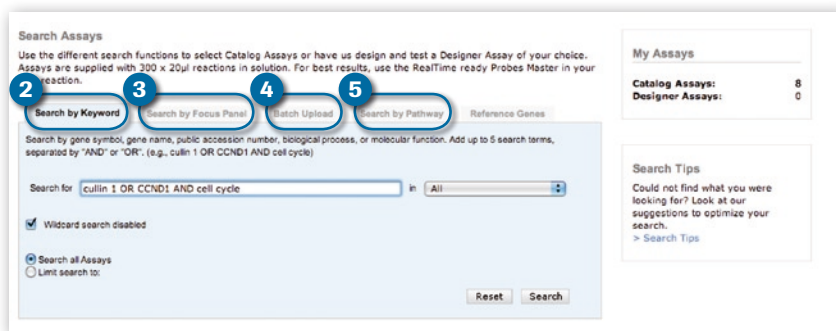 Search Assays
Use the different search functions to select Catalog Assays or have us design and test a Designer Assay of your choice.
Assays are supplied with 300 x 20µl reactions in solution. For best results, use the RealTime ready Probes Master in your
reaction.
2
3
4
5
Search by Keyword
Search by Focus Panel
Batch Upload
Search by Pathway
Reference Genes
Search by gene symbol, gene name, public accession number, biological process, or molecular function. Add up to 5 search terms,
separated by "AND" or "OR". (e.g., cullin 1 OR CCND1 AND cell cycle)
Search for cullin 1 OR CCND1 AND cell cycle in All
Wildcard search disabled
Search all Assays
Limit search to:
Reset Search
My Assays
Catalog Assays: 8
Designer Assays: 0
Search Tips
Could not find what you were
looking for? Look at our
suggestions to optimize your
search.
> Search Tips